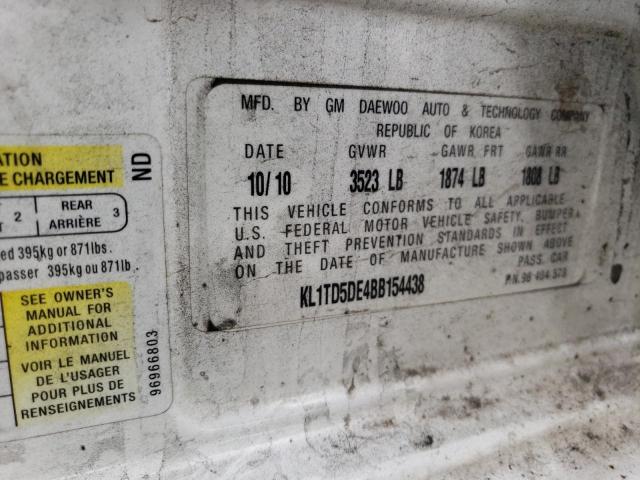 ATION
E CHARGEMENT
ND
2
REAR
ARRIÈRE 3
ed 395kg or 871lbs.
passer 395kg ou 871lb
SEE OWNER'S
MANUAL FOR
ADDITIONAL
INFORMATION
VOIR LE MANUEL
DE L'USAGER
POUR PLUS DE
RENSEIGNEMENTS
96966803
MFD. BY GM DAEWOO AUTO & TECHNOLOGY COMPANY
REPUBLIC OF KOREA
DATE GVWR GAWR FRT GAWR RR
10/10 3523 LB 1874 LB 1808 LB
THIS VEHICLE CONFORMS TO ALL APPLICABLE
U.S. FEDERAL MOTOR VEHICLE SAFETY, BUMPER
AND THEFT PREVENTION STANDARDS IN EFFECT
ON THE DATE OF MANUFACTURE SHOWN ABOVE
PASS. CAR
KL1TD5DE4BB154438
P/N.96